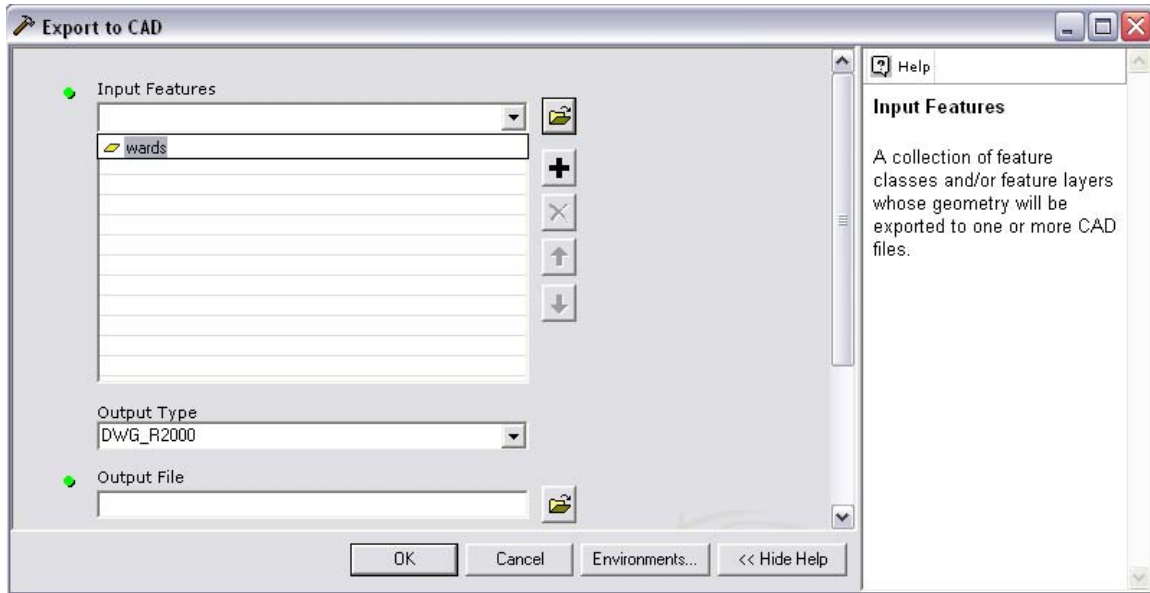 Export to CAD
Input Features
wards
Output Type
DWG_R2000
Output File
OK
Cancel
Environments...
<< Hide Help
Help
Input Features
A collection of feature
classes and/or feature layers
whose geometry will be
exported to one or more CAD
files.